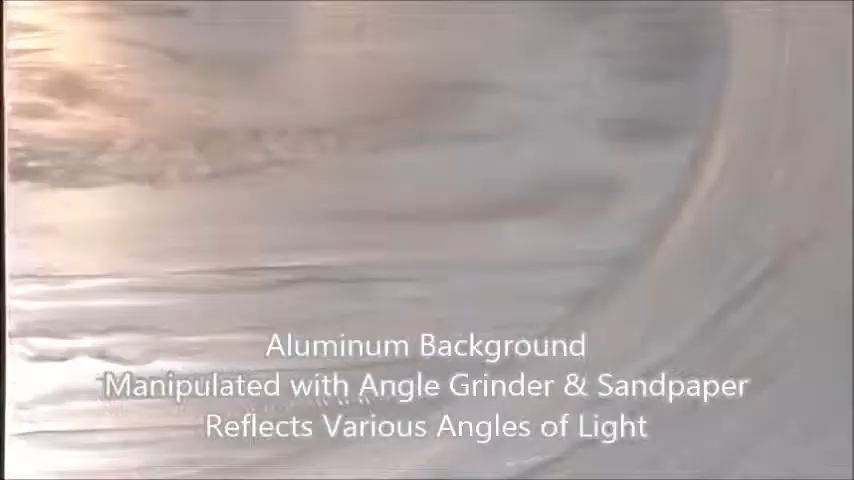 Aluminum Background
Manipulated with Angle Grinder & Sandpaper
Reflects Various Angles of Light